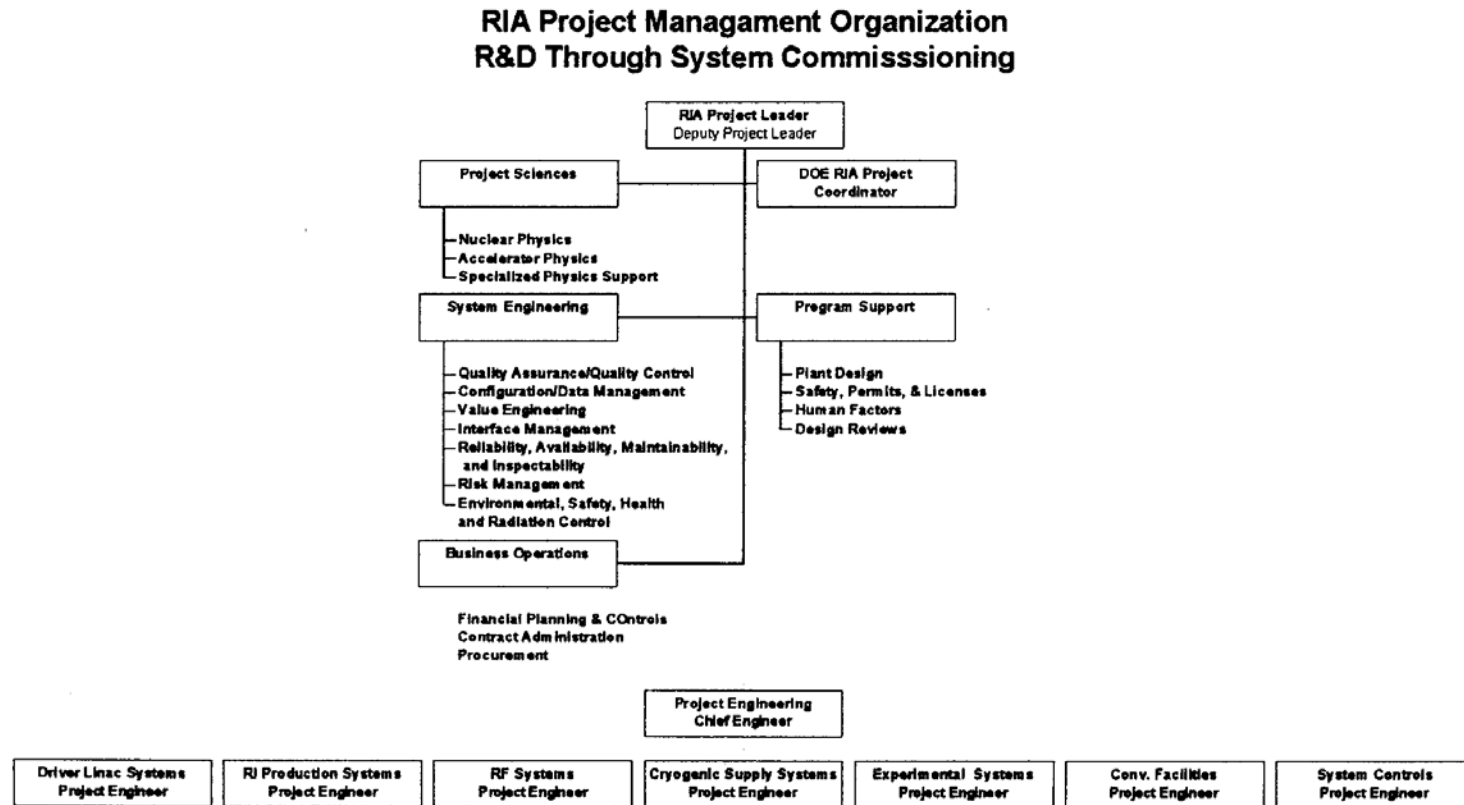 RIA Project Managament Organization
R&D Through System Commisssioning
RIA Project Leader
Deputy Project Leader
Project Sciences
DOE RIA Project
Coordinator
Nuclear Physics
Accelerator Physics
Specialized Physics Support
System Engineering
Program Support
Quality Assurance/Quality Control
Configuration/Data Management
Value Engineering
Interface Management
Reliability, Availability, Maintainability,
and Inspectability
Risk Management
Environmental, Safety, Health
and Radiation Control
Plant Design
Safety, Permits, & Licenses
Human Factors
Design Reviews
Business Operations
Financial Planning & COntrols
Contract Administration
Procurement
Project Engineering
Chief Engineer
Driver Linac Systems
Project Engineer
RI Production Systems
Project Engineer
RF Systems
Project Engineer
Cryogenic Supply Systems
Project Engineer
Experimental Systems
Project Engineer
Conv. Facilities
Project Engineer
System Controls
Project Engineer